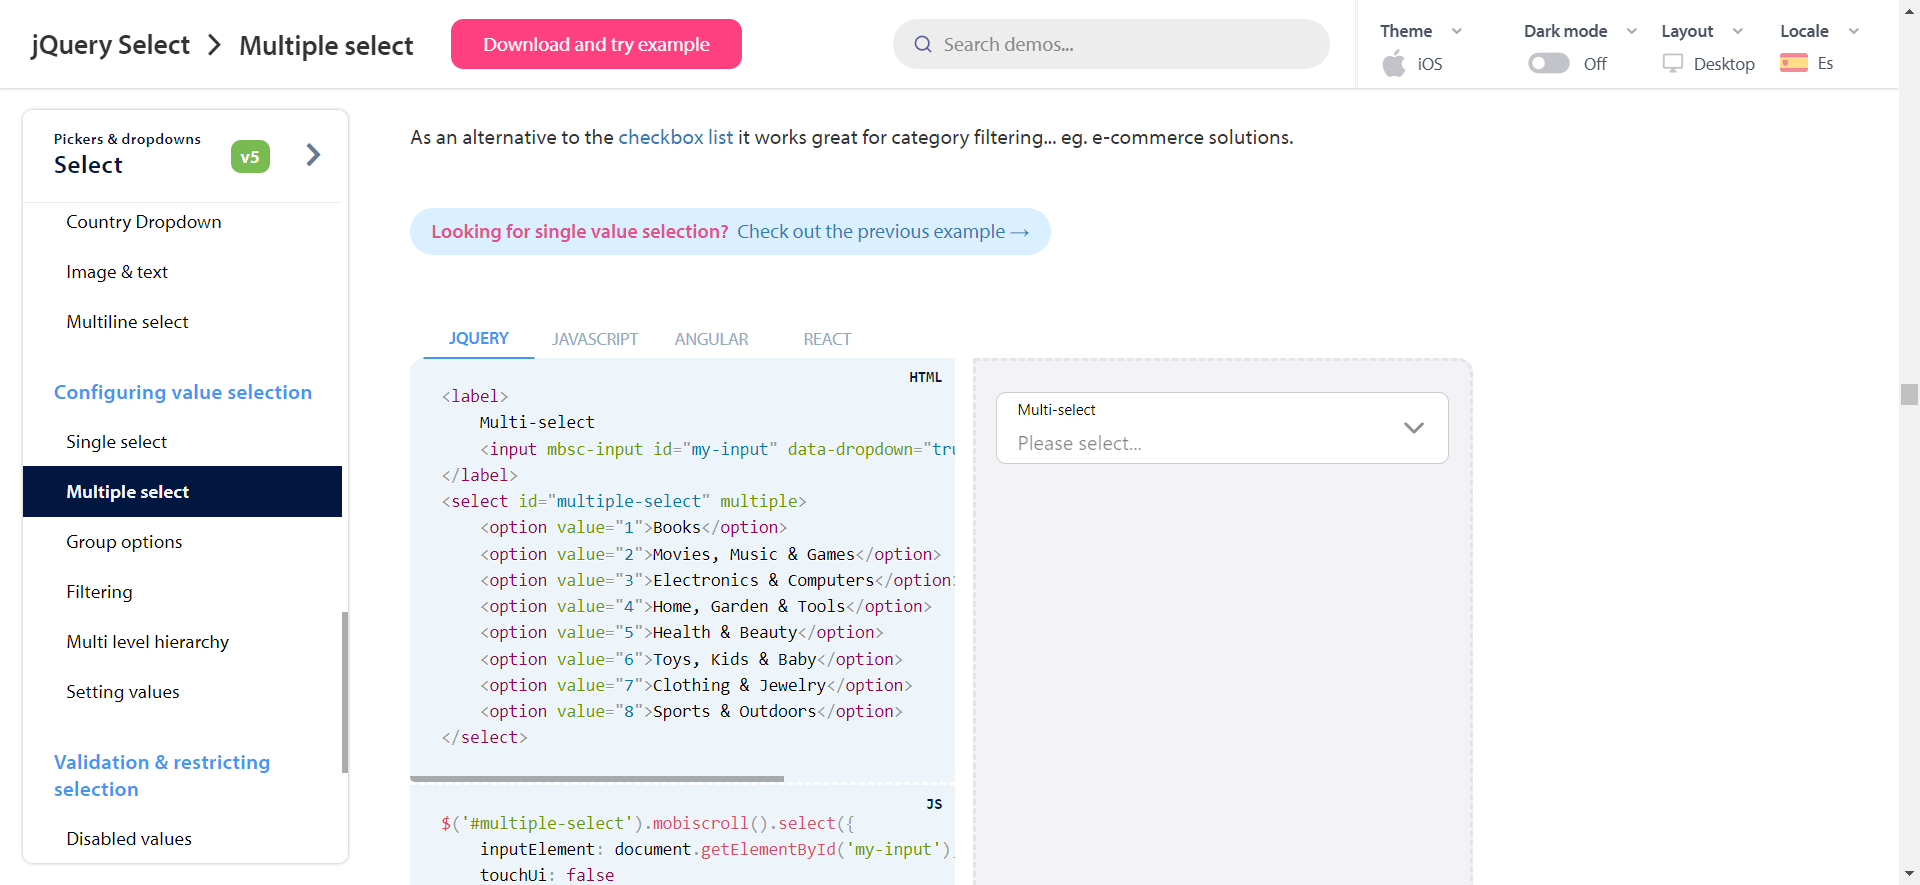 jQuery Select > Multiple select
Download and try example
Search demos...
Theme
iOS
Dark mode
Off
Layout
Desktop
Locale
Es
Pickers & dropdowns
Select
v5
Country Dropdown
Image & text
Multiline select
Configuring value selection
Single select
Multiple select
Group options
Filtering
Multi level hierarchy
Setting values
Validation & restricting
selection
Disabled values
As an alternative to the checkbox list it works great for category filtering... eg. e-commerce solutions.
Looking for single value selection? Check out the previous example →
JQUERY JAVASCRIPT ANGULAR REACT
HTML
<label>
Multi-select
<input mbsc-input id="my-input" data-dropdown="tru
</label>
<select id="multiple-select" multiple>
<option value="1">Books</option>
<option value="2">Movies, Music & Games</option>
<option value="3">Electronics & Computers</option>
<option value="4">Home, Garden & Tools</option>
<option value="5">Health & Beauty</option>
<option value="6">Toys, Kids & Baby</option>
<option value="7">Clothing & Jewelry</option>
<option value="8">Sports & Outdoors</option>
</select>
JS
$('#multiple-select').mobiscroll().select({
inputElement: document.getElementById('my-input'),
touchUi: false
Multi-select
Please select...